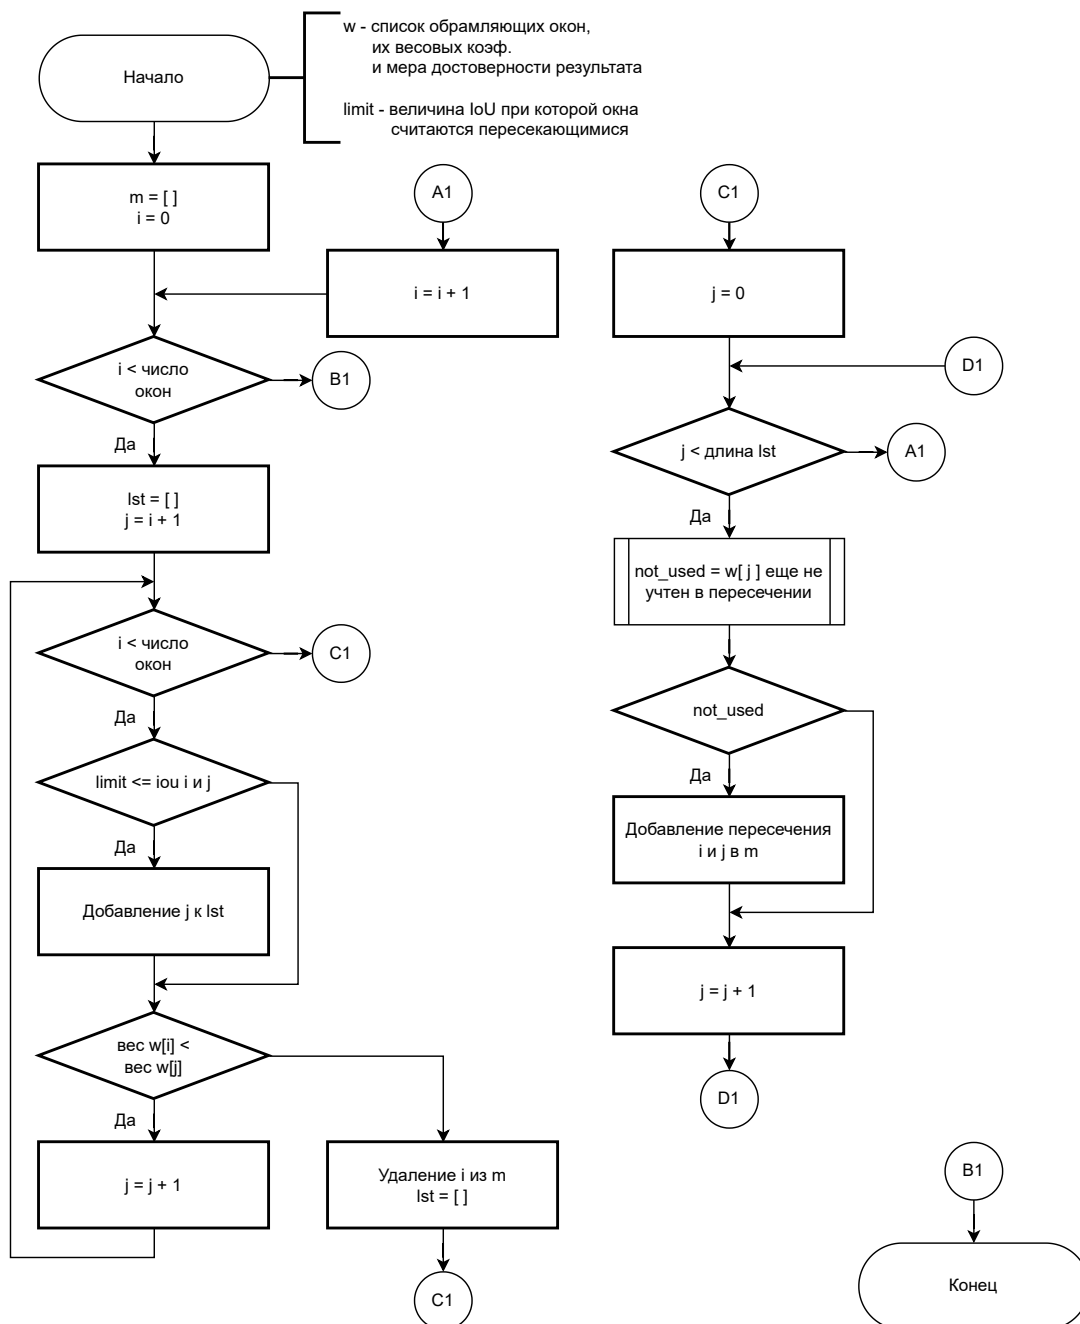 w - список обрамляющих окон,
их весовых коэф.
и мера достоверности результата
limit - величина IoU при которой окна
считаются пересекающимися
Начало
m = [ ]
i = 0
A1
i = i + 1
i < число
окон
B1
Да
lst = [ ]
j = i + 1
i < число
окон
C1
Да
limit <= iou i и j
Да
Добавление j к lst
вес w[i] <
вес w[j]
Да
j = j + 1
Удаление i из m
lst = [ ]
C1
C1
j = 0
D1
j < длина lst
A1
Да
not_used = w[ j ] еще не
учтен в пересечении
not_used
Да
Добавление пересечения
i и j в m
j = j + 1
D1
B1
Конец